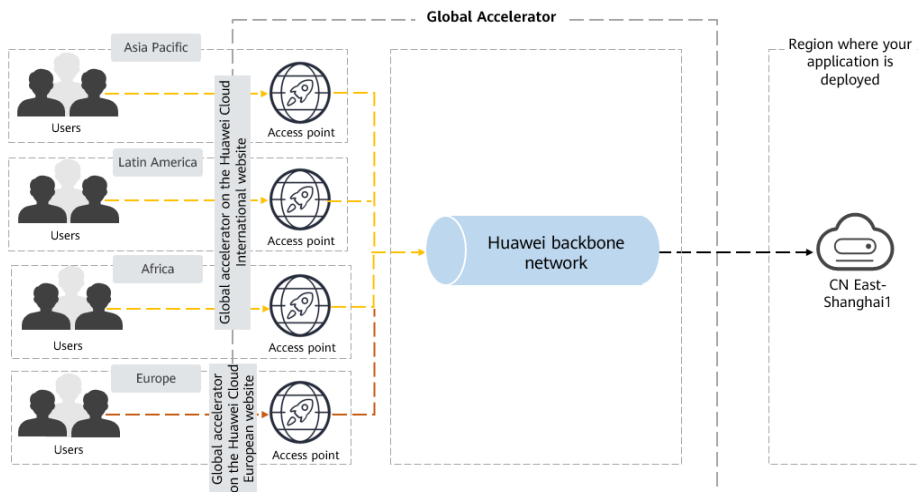 Global Accelerator
Asia Pacific
Users
Access point
Latin America
Users
Access point
Africa
Users
Access point
Europe
Users
Access point
Global accelerator on the Huawei Cloud
International website
Global accelerator
on the Huawei Cloud
European website
Huawei backbone
network
Region where your
application is
deployed
CN East-
Shanghai1